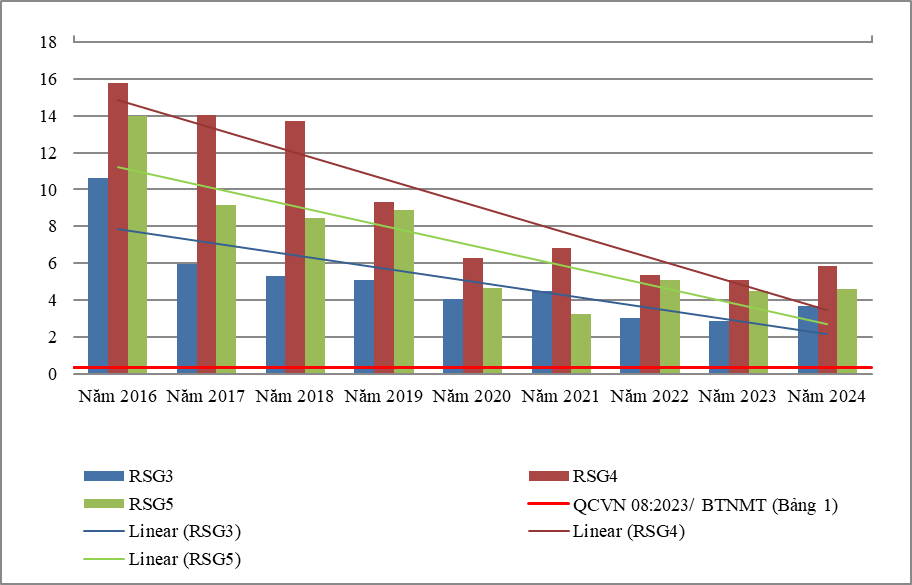 18
16
14
12
10
8
6
4
2
0
Năm 2016 Năm 2017 Năm 2018 Năm 2019 Năm 2020 Năm 2021 Năm 2022 Năm 2023 Năm 2024
RSG3 RSG4
RSG5 QCVN 08:2023/ BTNMT (Bảng 1)
Linear (RSG3) Linear (RSG4)
Linear (RSG5)